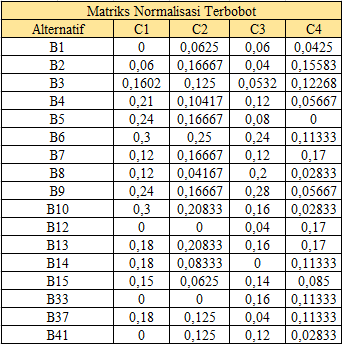 Matriks Normalisasi Terbobot
Alternatif C1 C2 C3 C4
B1 0 0,0625 0,06 0,0425
B2 0,06 0,16667 0,04 0,15583
B3 0,1602 0,125 0,0532 0,12268
B4 0,21 0,10417 0,12 0,05667
B5 0,24 0,16667 0,08 0
B6 0,3 0,25 0,24 0,11333
B7 0,12 0,16667 0,12 0,17
B8 0,12 0,04167 0,2 0,02833
B9 0,24 0,16667 0,28 0,05667
B10 0,3 0,20833 0,16 0,02833
B12 0 0 0,04 0,17
B13 0,18 0,20833 0,16 0,17
B14 0,18 0,08333 0 0,11333
B15 0,15 0,0625 0,14 0,085
B33 0 0 0,16 0,11333
B37 0,18 0,125 0,04 0,11333
B41 0 0,125 0,12 0,02833